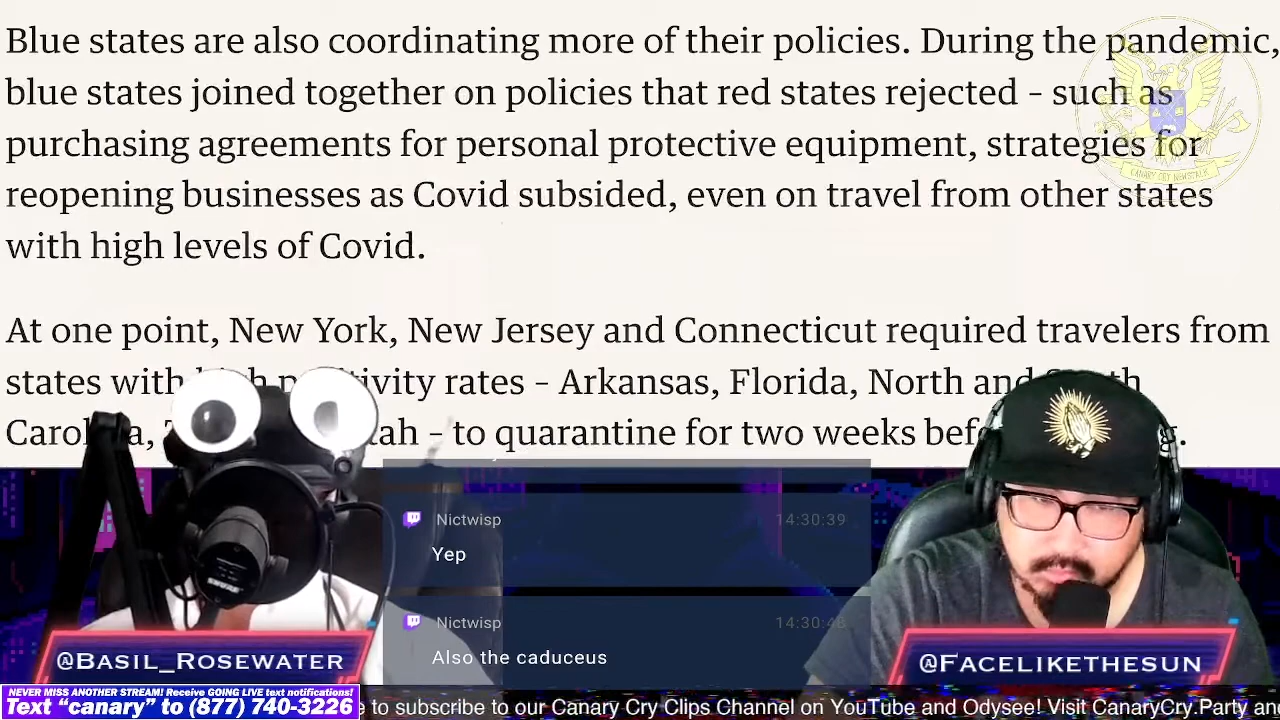 Blue states are also coordinating more of their policies. During the pandemic,
blue states joined together on policies that red states rejected – such as
purchasing agreements for personal protective equipment, strategies for
reopening businesses as Covid subsided, even on travel from other states
with high levels of Covid.
At one point, New York, New Jersey and Connecticut required travelers from
states with rates – Arkansas, Florida, North and
– to quarantine for two weeks
CANARY CRY NEWSTALK
Nictwisp 14:30:39
Yep
Nictwisp
Also the caduceus
SHURE
@BASIL_ROSEWATER
@FACELIKETHESUN
NEVER MISS ANOTHER STREAM! Receive GOING LIVE text notifications!
Text “canary” to (877) 740-3226
to subscribe to our Canary Cry Clips Channel on YouTube and Odysee! Visit CanaryCry.Party